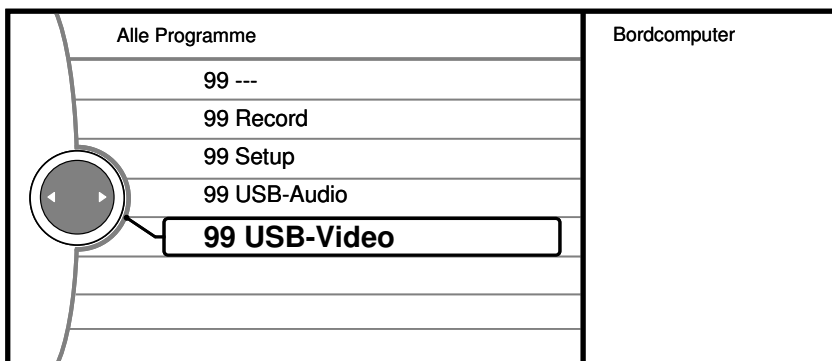 Alle Programme
Bordcomputer
99 ---
99 Record
99 Setup
99 USB-Audio
99 USB-Video